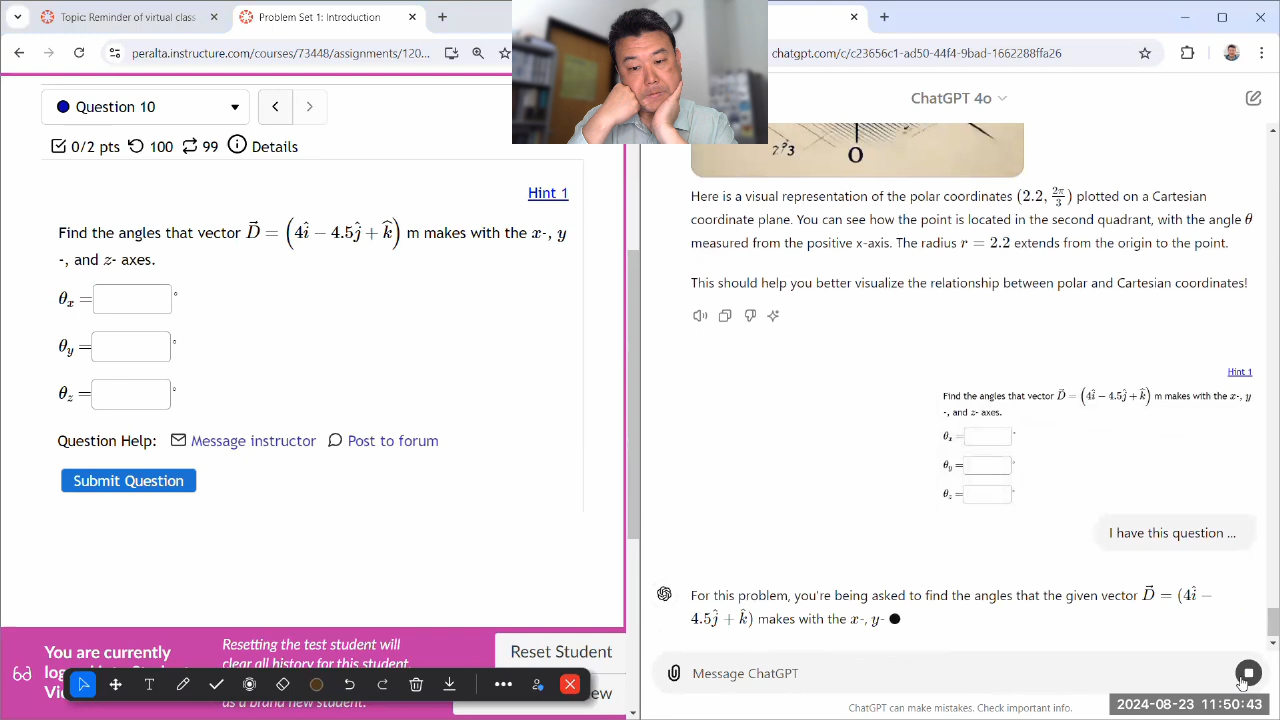 Topic Reminder of virtual class
Problem Set 1: Introduction
peralta.instructure.com/courses/73448/assignments/120...
chatgpt.com/c/c23656c1-ad50-44f4-9bad-1662288ffd26
Question 10
0/2 pts 100 99 Details
Hint 1
Find the angles that vector D⃗ = (4î − 4.5ĵ + k̂) m makes with the x-, y
-, and z- axes.
θx = °
θy = °
θz = °
Question Help: Message instructor Post to forum
Submit Question
You are currently
Resetting the test student will
clear all history for this student,
as a brand new student.
Reset Student
ChatGPT 4o
O
Here is a visual representation of the polar coordinates (2.2, 2π/3) plotted on a Cartesian
coordinate plane. You can see how the point is located in the second quadrant, with the angle θ
measured from the positive x-axis. The radius r = 2.2 extends from the origin to the point.
This should help you better visualize the relationship between polar and Cartesian coordinates!
Hint 1
Find the angles that vector D⃗ = (4î − 4.5ĵ + k̂) m makes with the x-, y
-, and z- axes.
θx = °
θy = °
θz = °
I have this question ...
For this problem, you're being asked to find the angles that the given vector D⃗ = (4î −
4.5ĵ + k̂) makes with the x-, y-
Message ChatGPT
ChatGPT can make mistakes. Check important info.
2024-08-23 11:50:43